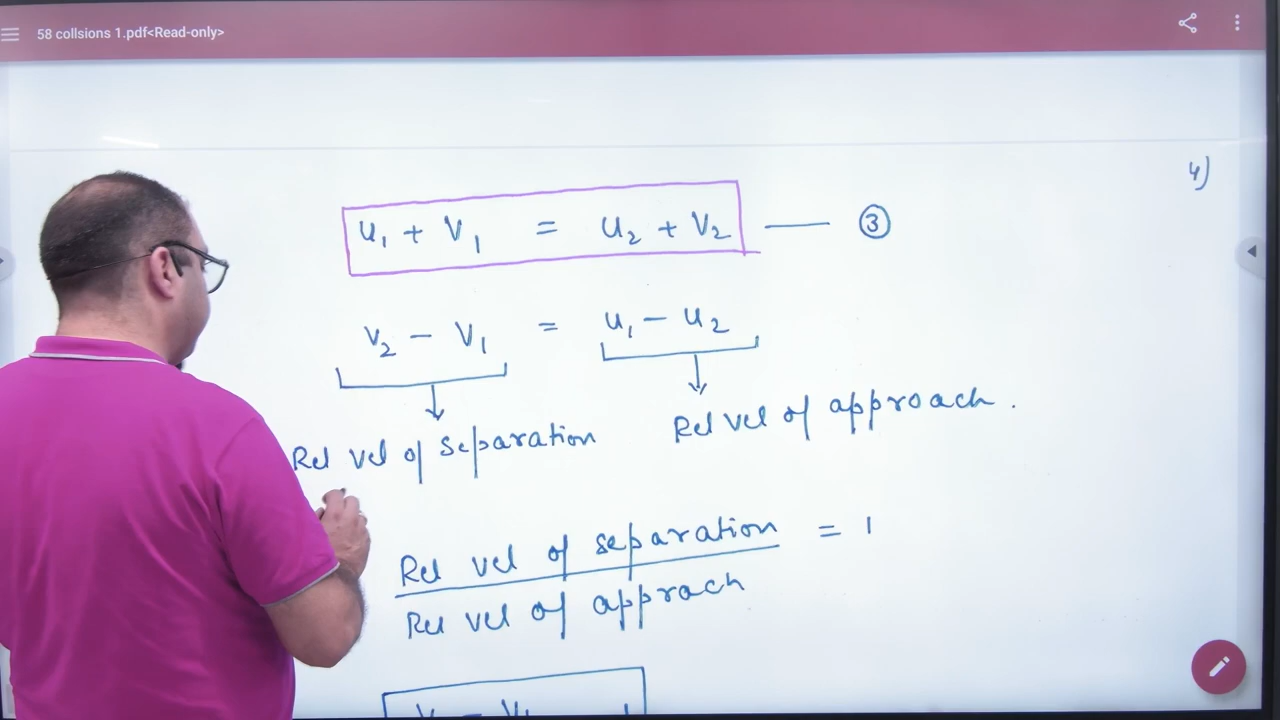 58 collsions 1.pdf<Read-only>
4)
u₁ + v₁ = u₂ + v₂ —— ③
v₂ − v₁ = u₁ − u₂
Rel vel of separation Rel vel of approach.
Rel vel of separation = 1
Rel vel of apprach